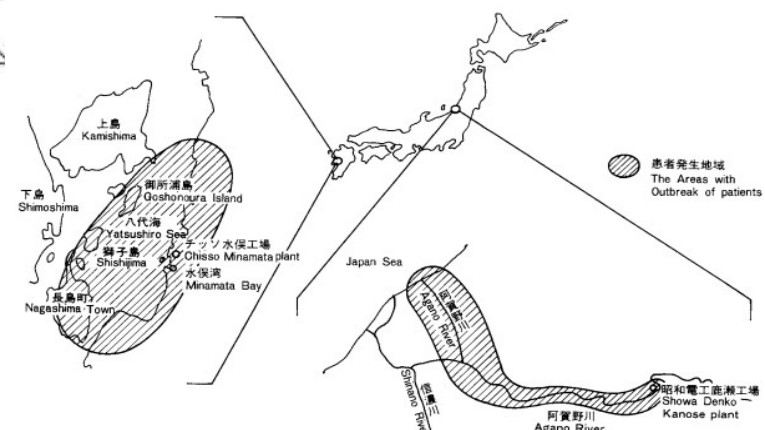 上島
Kamishima
下島
Shimoshima
御所浦島
Goshonoura Island
八代海
Yatsushiro Sea
獅子島
Shishijima
チッソ水俣工場
Chisso Minamata plant
水俣湾
Minamata Bay
長島町
Nagashima Town
患者発生地域
The Areas with
Outbreak of patients
Japan Sea
阿賀野川
Agano River
信濃川
Shinano River
昭和電工鹿瀬工場
Showa Denko
Kanose plant
阿賀野川
Agano River